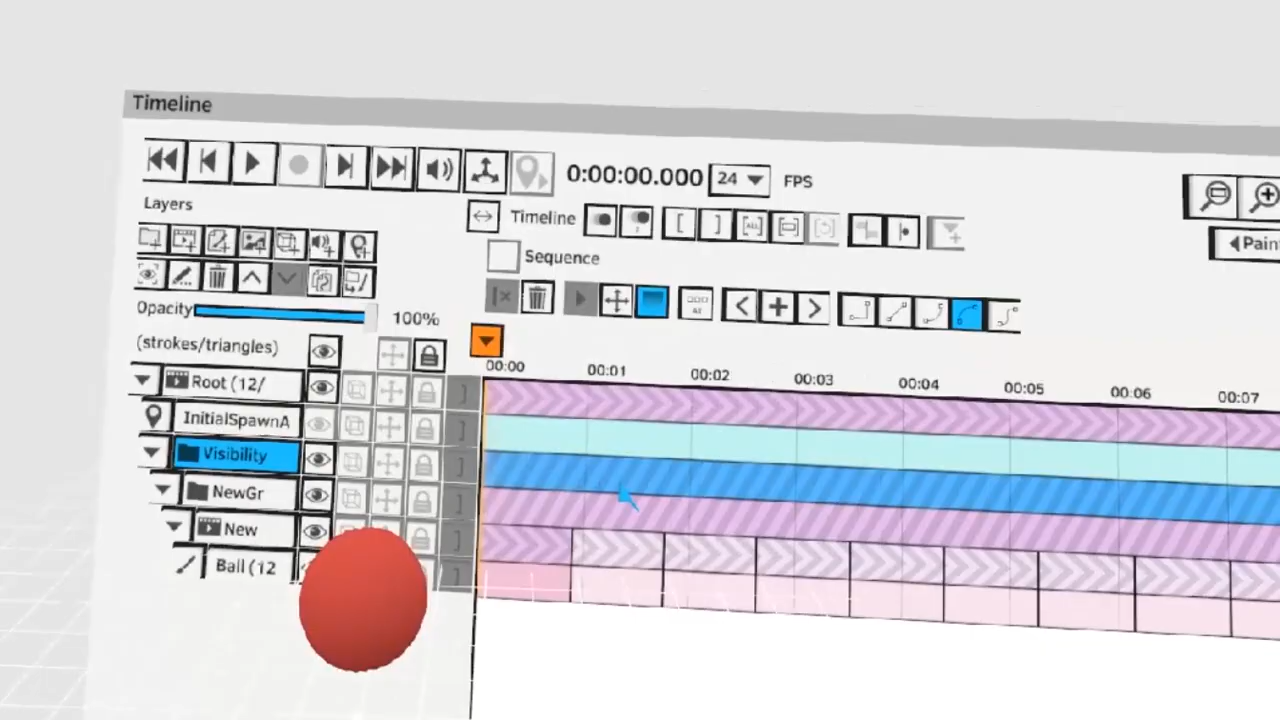 Timeline
0:00:00.000 24 FPS
Layers
Timeline
Sequence
Pain
Opacity 100%
(strokes/triangles)
00:00 00:01 00:02 00:03 00:04 00:05 00:06 00:07
Root (12/
InitialSpawnA
Visibility
NewGr
New
Ball (12